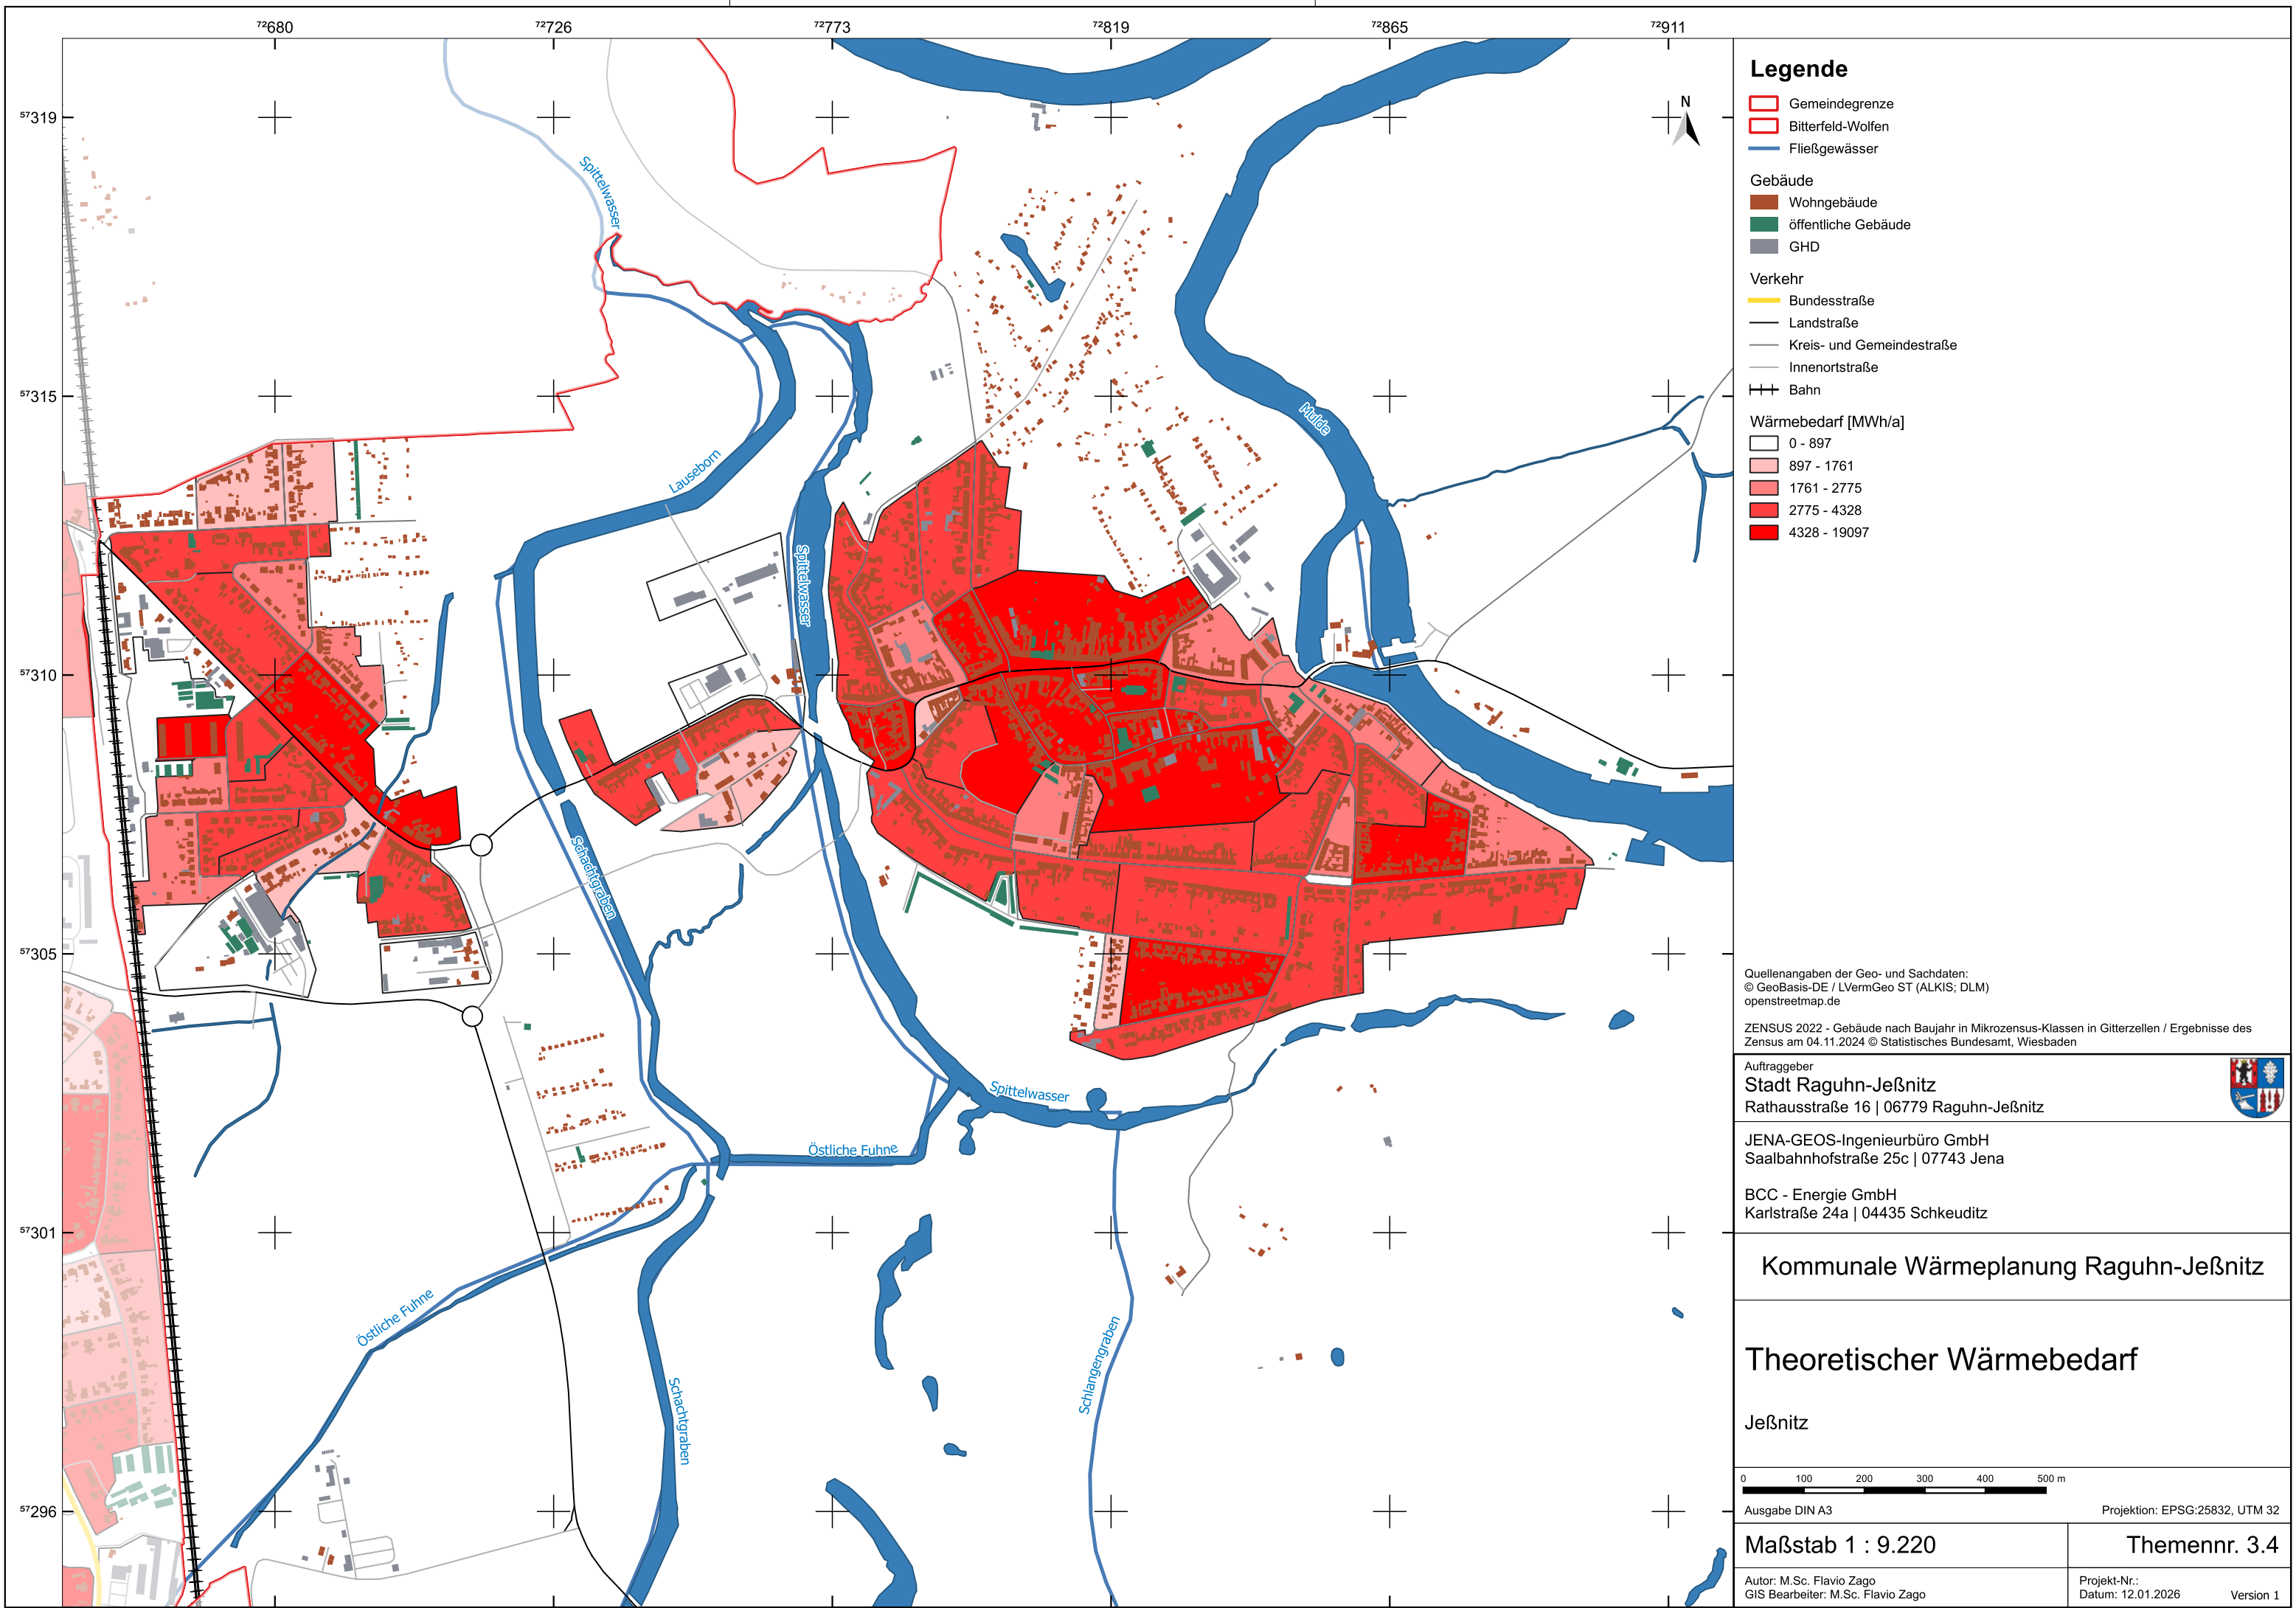 72680
72726
72773
72819
72865
72911
57319
57315
57310
57305
57301
57296
N
Spittelwasser
Lauseborn
Spittelwasser
Mulde
Schachtgraben
Spittelwasser
Östliche Fuhne
Östliche Fuhne
Schachtgraben
Schlangengraben
Legende
Gemeindegrenze
Bitterfeld-Wolfen
Fließgewässer
Gebäude
Wohngebäude
öffentliche Gebäude
GHD
Verkehr
Bundesstraße
Landstraße
Kreis- und Gemeindestraße
Innenortstraße
Bahn
Wärmebedarf [MWh/a]
0 - 897
897 - 1761
1761 - 2775
2775 - 4328
4328 - 19097
Quellenangaben der Geo- und Sachdaten:
© GeoBasis-DE / LVermGeo ST (ALKIS; DLM)
openstreetmap.de
ZENSUS 2022 - Gebäude nach Baujahr in Mikrozensus-Klassen in Gitterzellen / Ergebnisse des
Zensus am 04.11.2024 © Statistisches Bundesamt, Wiesbaden
Auftraggeber
Stadt Raguhn-Jeßnitz
Rathausstraße 16 | 06779 Raguhn-Jeßnitz
JENA-GEOS-Ingenieurbüro GmbH
Saalbahnhofstraße 25c | 07743 Jena
BCC - Energie GmbH
Karlstraße 24a | 04435 Schkeuditz
Kommunale Wärmeplanung Raguhn-Jeßnitz
Theoretischer Wärmebedarf
Jeßnitz
0 100 200 300 400 500 m
Ausgabe DIN A3
Projektion: EPSG:25832, UTM 32
Maßstab 1 : 9.220
Themennr. 3.4
Autor: M.Sc. Flavio Zago
GIS Bearbeiter: M.Sc. Flavio Zago
Projekt-Nr.:
Datum: 12.01.2026
Version 1